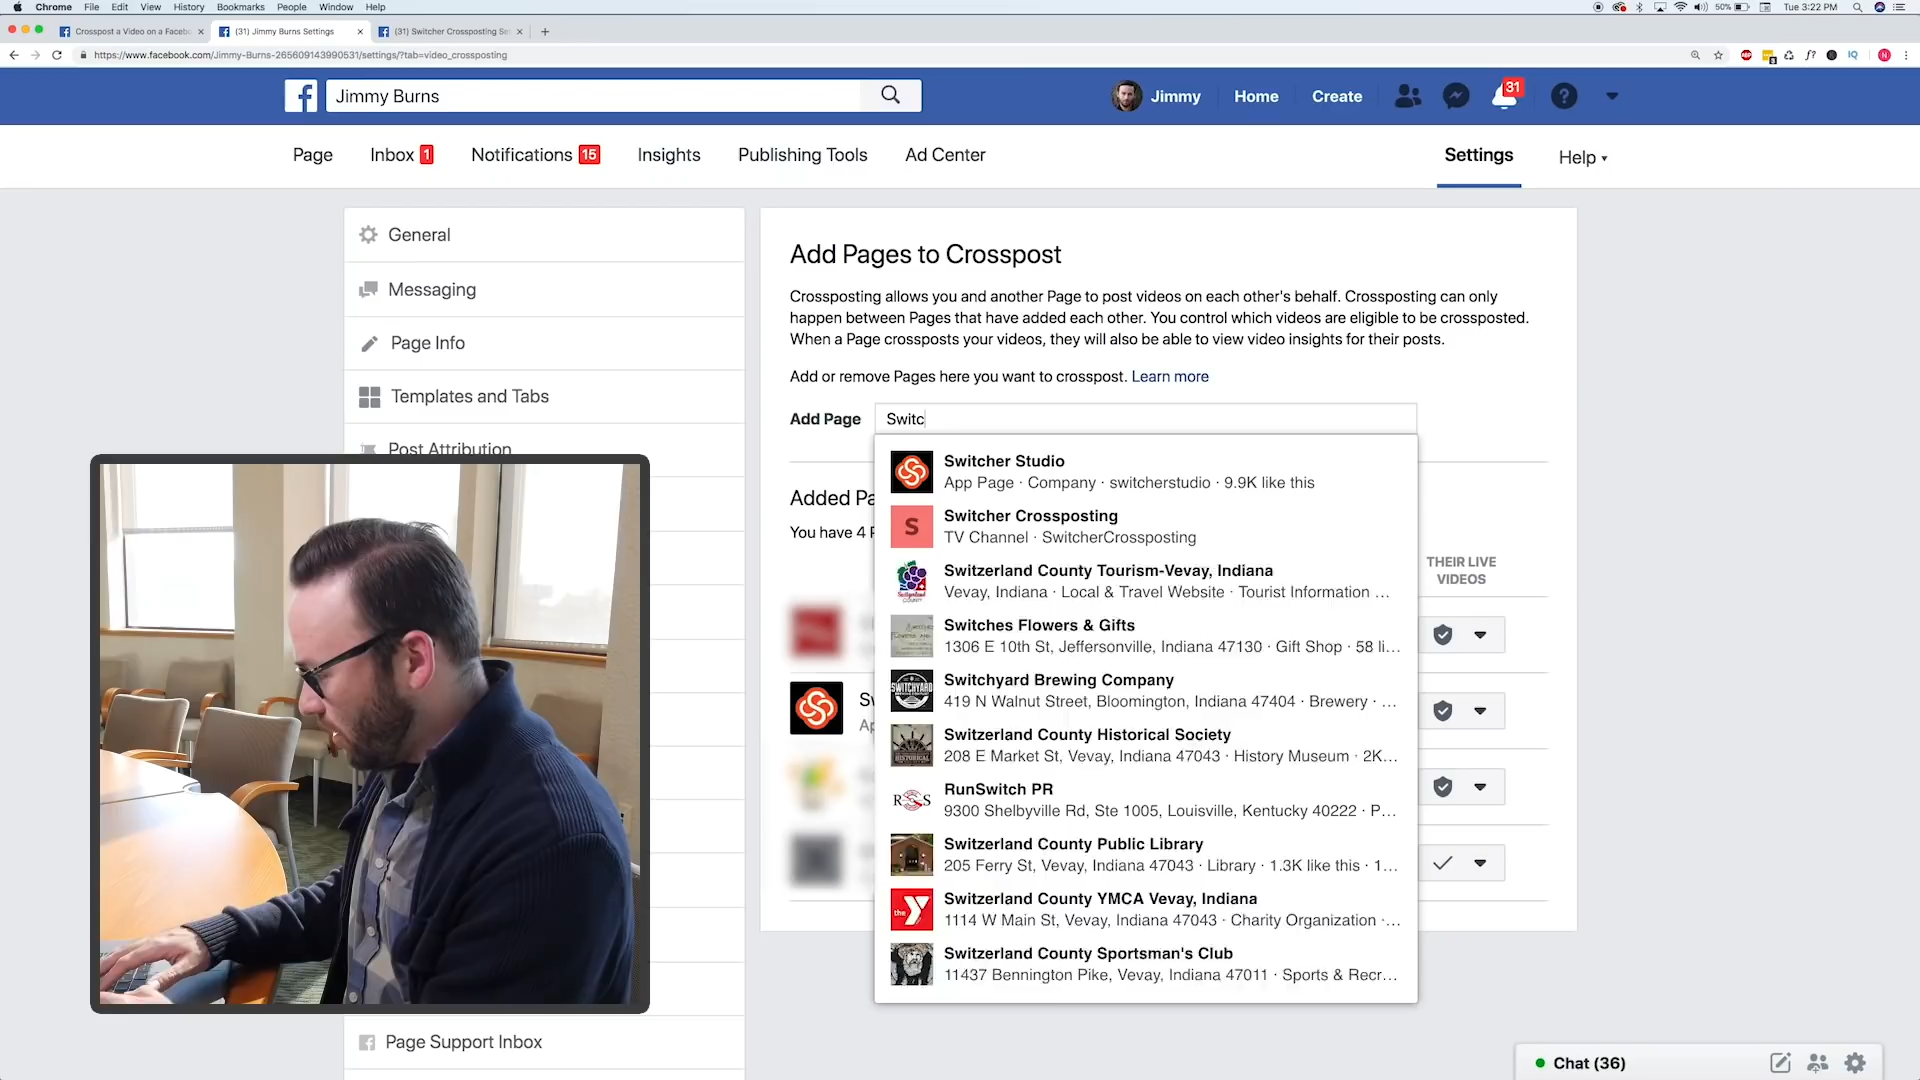 Chrome File Edit View History Bookmarks People Window Help
50% Tue 3:22 PM
Crosspost a Video on a Facebo
(31) Jimmy Burns Settings
(31) Switcher Crossposting Se
https://www.facebook.com/Jimmy-Burns-265609143990531/settings/?tab=video_crossposting
Jimmy Burns
Jimmy Home Create 31
Page Inbox 1 Notifications 15 Insights Publishing Tools Ad Center Settings Help
General
Messaging
Page Info
Templates and Tabs
Post Attribution
Page Support Inbox
Add Pages to Crosspost
Crossposting allows you and another Page to post videos on each other's behalf. Crossposting can only
happen between Pages that have added each other. You control which videos are eligible to be crossposted.
When a Page crossposts your videos, they will also be able to view video insights for their posts.
Add or remove Pages here you want to crosspost. Learn more
Add Page Switc
Switcher Studio
App Page · Company · switcherstudio · 9.9K like this
S
Switcher Crossposting
TV Channel · SwitcherCrossposting
Switzerland County Tourism-Vevay, Indiana
Vevay, Indiana · Local & Travel Website · Tourist Information ...
Switches Flowers & Gifts
1306 E 10th St, Jeffersonville, Indiana 47130 · Gift Shop · 58 li...
SWITCHYARD
Switchyard Brewing Company
419 N Walnut Street, Bloomington, Indiana 47404 · Brewery · ...
Switzerland County Historical Society
208 E Market St, Vevay, Indiana 47043 · History Museum · 2K...
RunSwitch PR
9300 Shelbyville Rd, Ste 1005, Louisville, Kentucky 40222 · P...
Switzerland County Public Library
205 Ferry St, Vevay, Indiana 47043 · Library · 1.3K like this · 1...
the Y
Switzerland County YMCA Vevay, Indiana
1114 W Main St, Vevay, Indiana 47043 · Charity Organization ·...
Switzerland County Sportsman's Club
11437 Bennington Pike, Vevay, Indiana 47011 · Sports & Recr...
Added Pa
You have 4 P
THEIR LIVE
VIDEOS
Sw
Ap
Chat (36)